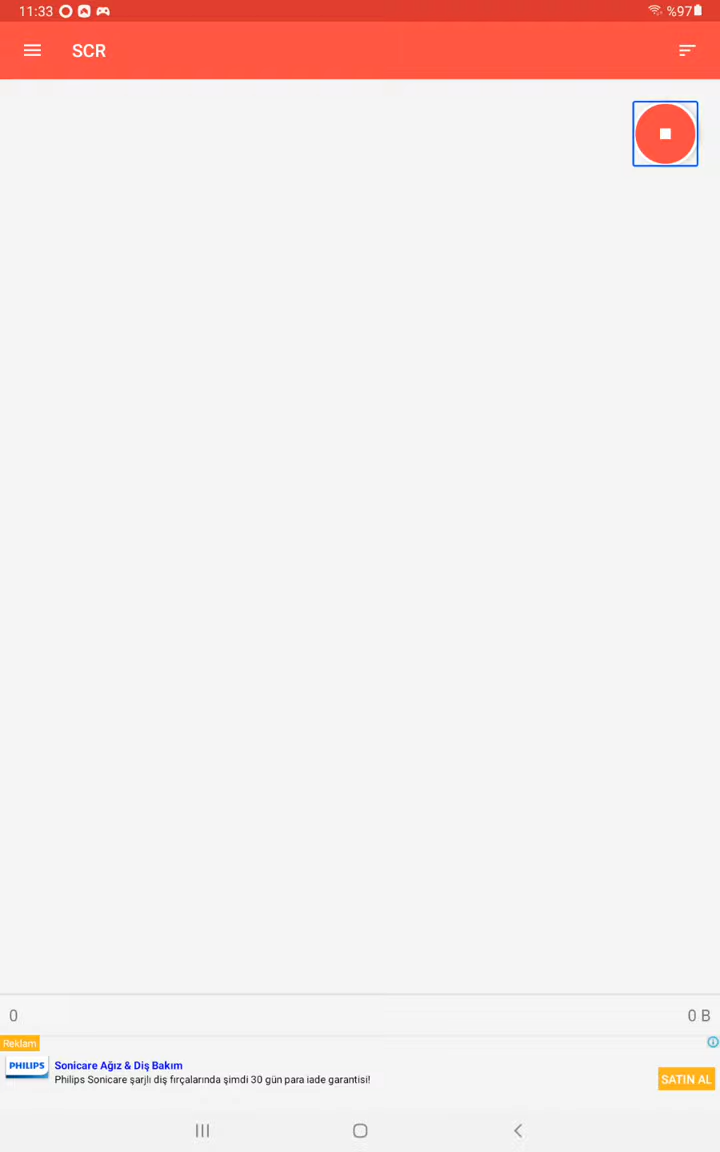 11:33
%97
SCR
0
0 B
Reklam
PHILIPS
Sonicare Ağız & Diş Bakım
Philips Sonicare şarjlı diş fırçalarında şimdi 30 gün para iade garantisi!
SATIN AL